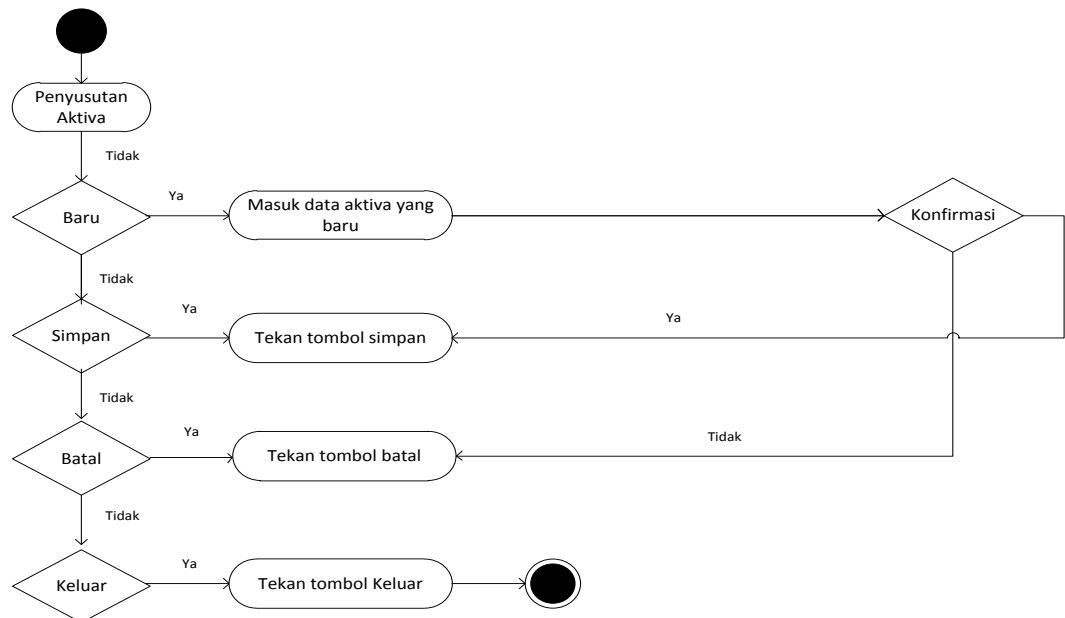 Penyusutan
Aktiva
Tidak
Baru
Ya
Masuk data aktiva yang
baru
Konfirmasi
Tidak
Simpan
Ya
Tekan tombol simpan
Ya
Tidak
Batal
Ya
Tekan tombol batal
Tidak
Tidak
Keluar
Ya
Tekan tombol Keluar